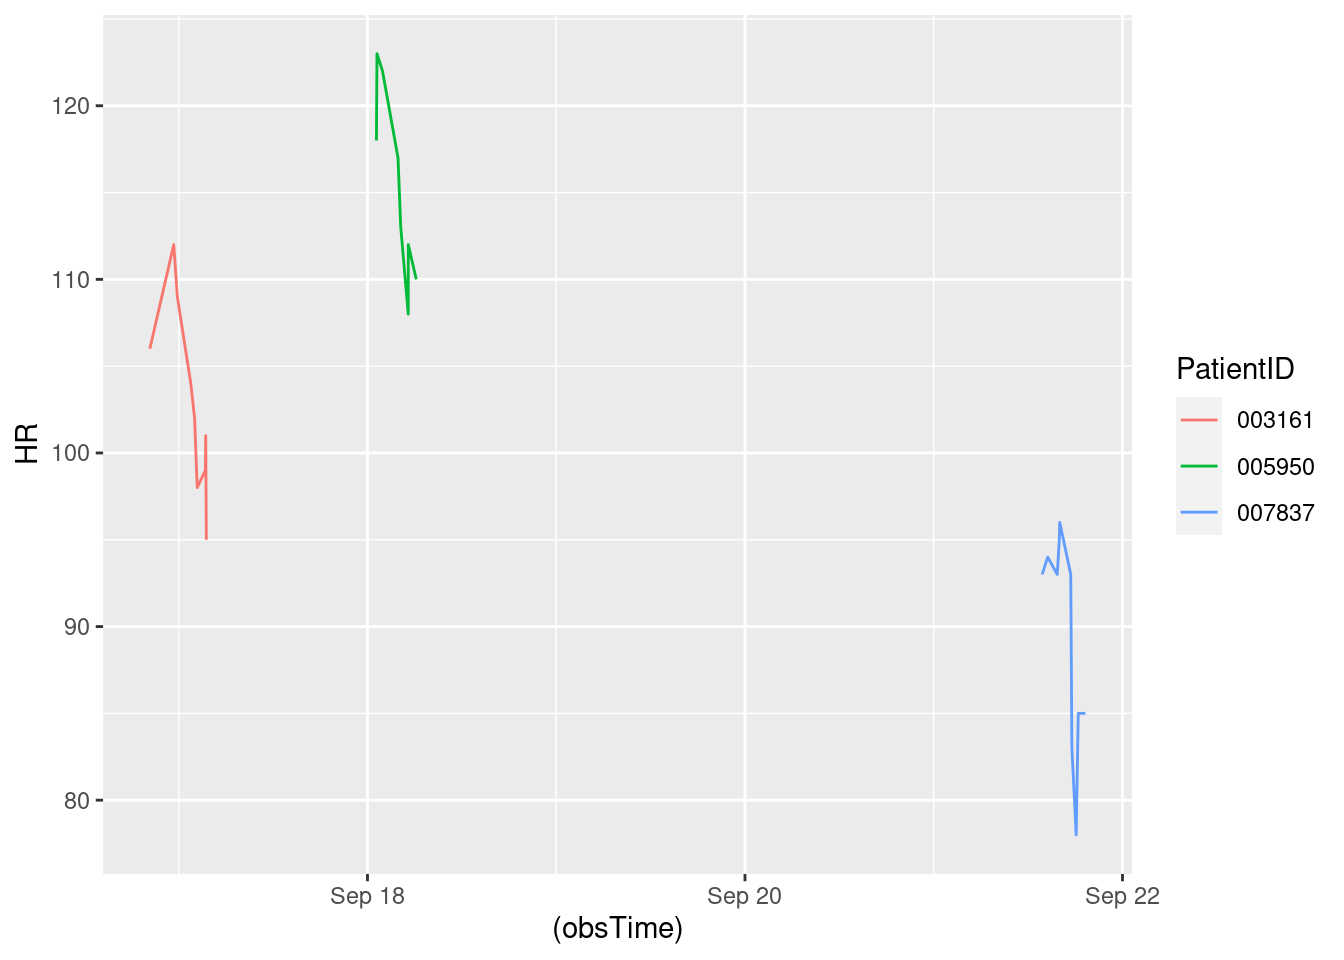 120
110
100
90
80
HR
Sep 18
Sep 20
Sep 22
(obsTime)
PatientID
003161
005950
007837